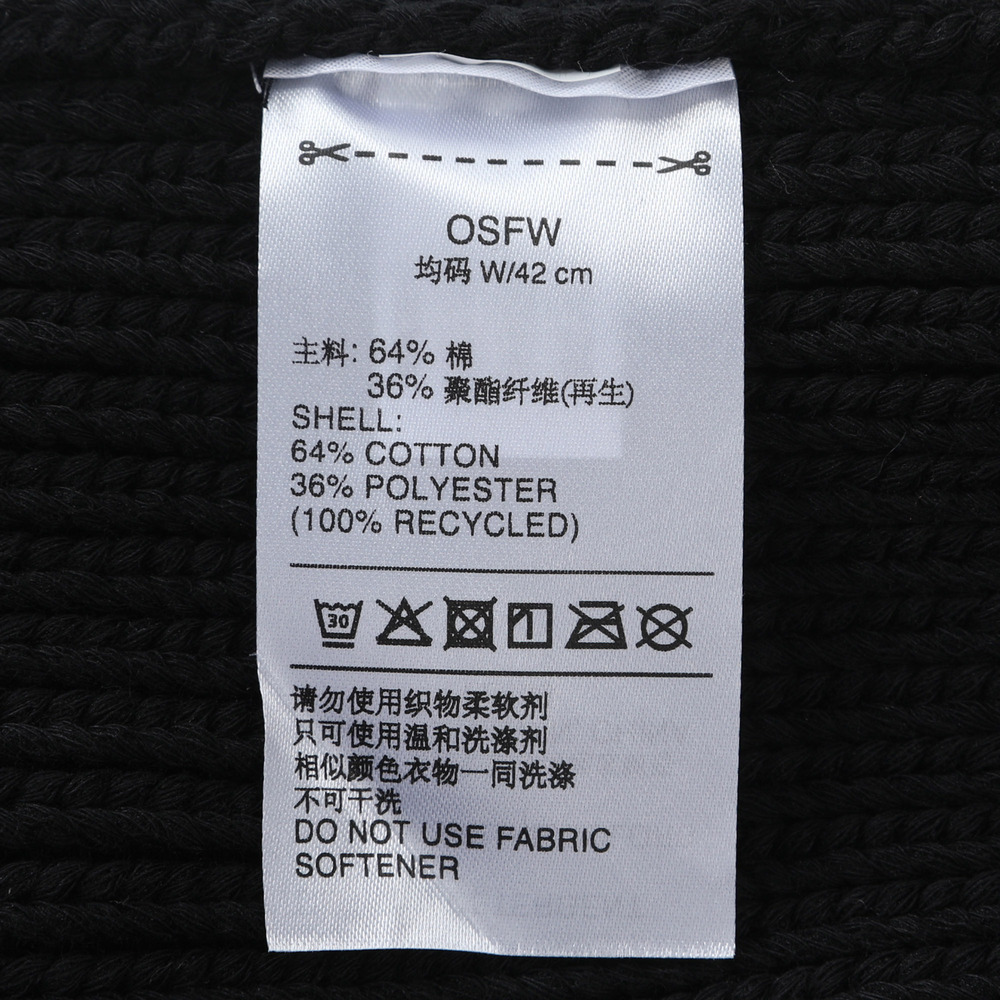 OSFW
均码 W/42 cm
主料: 64% 棉
36% 聚酯纤维(再生)
SHELL:
64% COTTON
36% POLYESTER
(100% RECYCLED)
30
请勿使用织物柔软剂
只可使用温和洗涤剂
相似颜色衣物一同洗涤
不可干洗
DO NOT USE FABRIC
SOFTENER